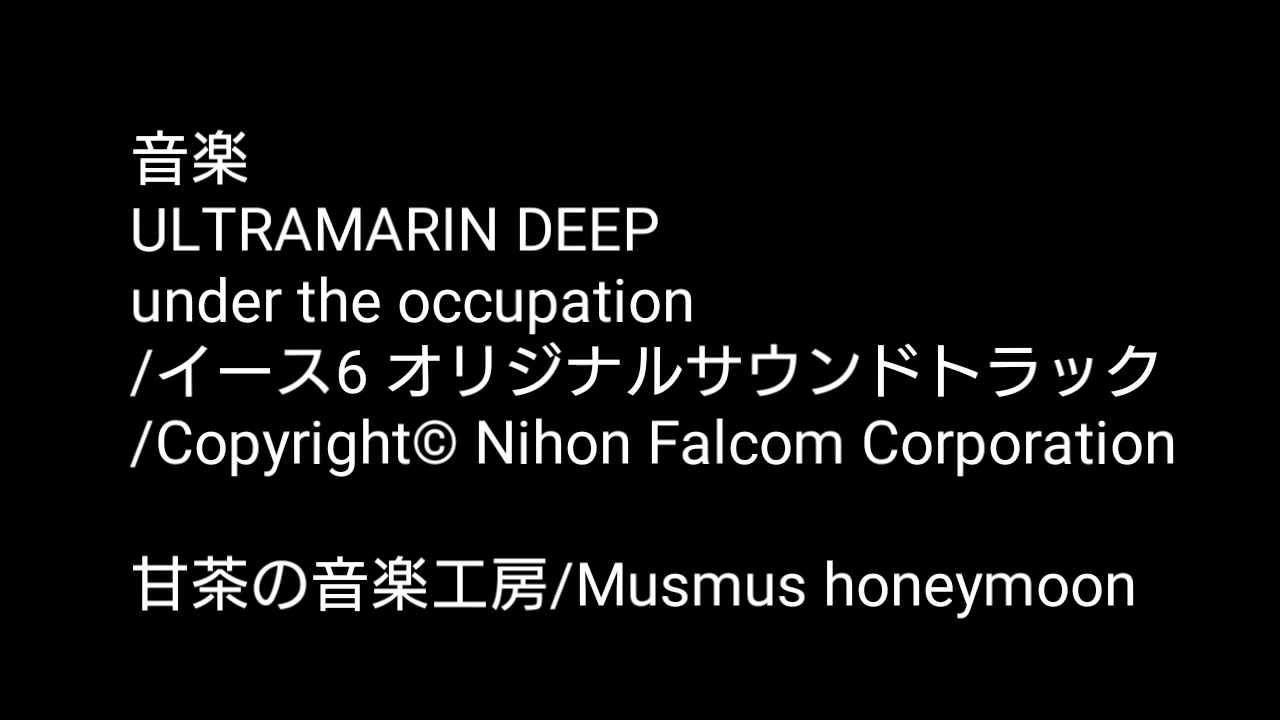 音楽
ULTRAMARIN DEEP
under the occupation
/イース6 オリジナルサウンドトラック
/Copyright© Nihon Falcom Corporation
甘茶の音楽工房/Musmus honeymoon